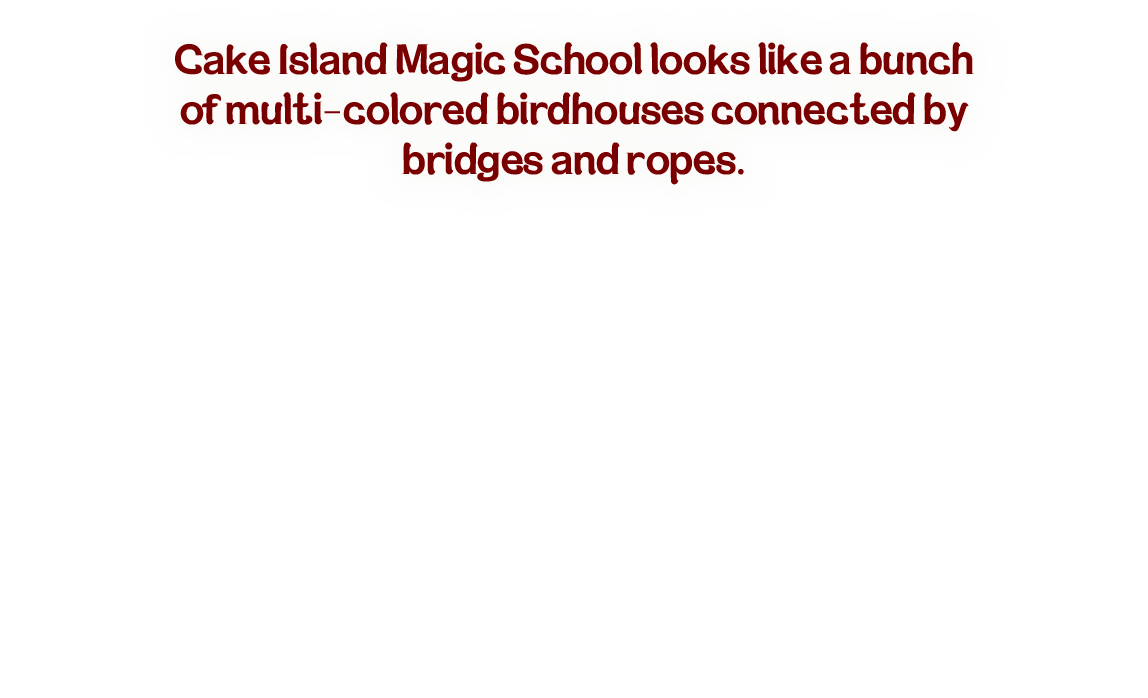 Cake Island Magic School looks like a bunch
of multi-colored birdhouses connected by
bridges and ropes.